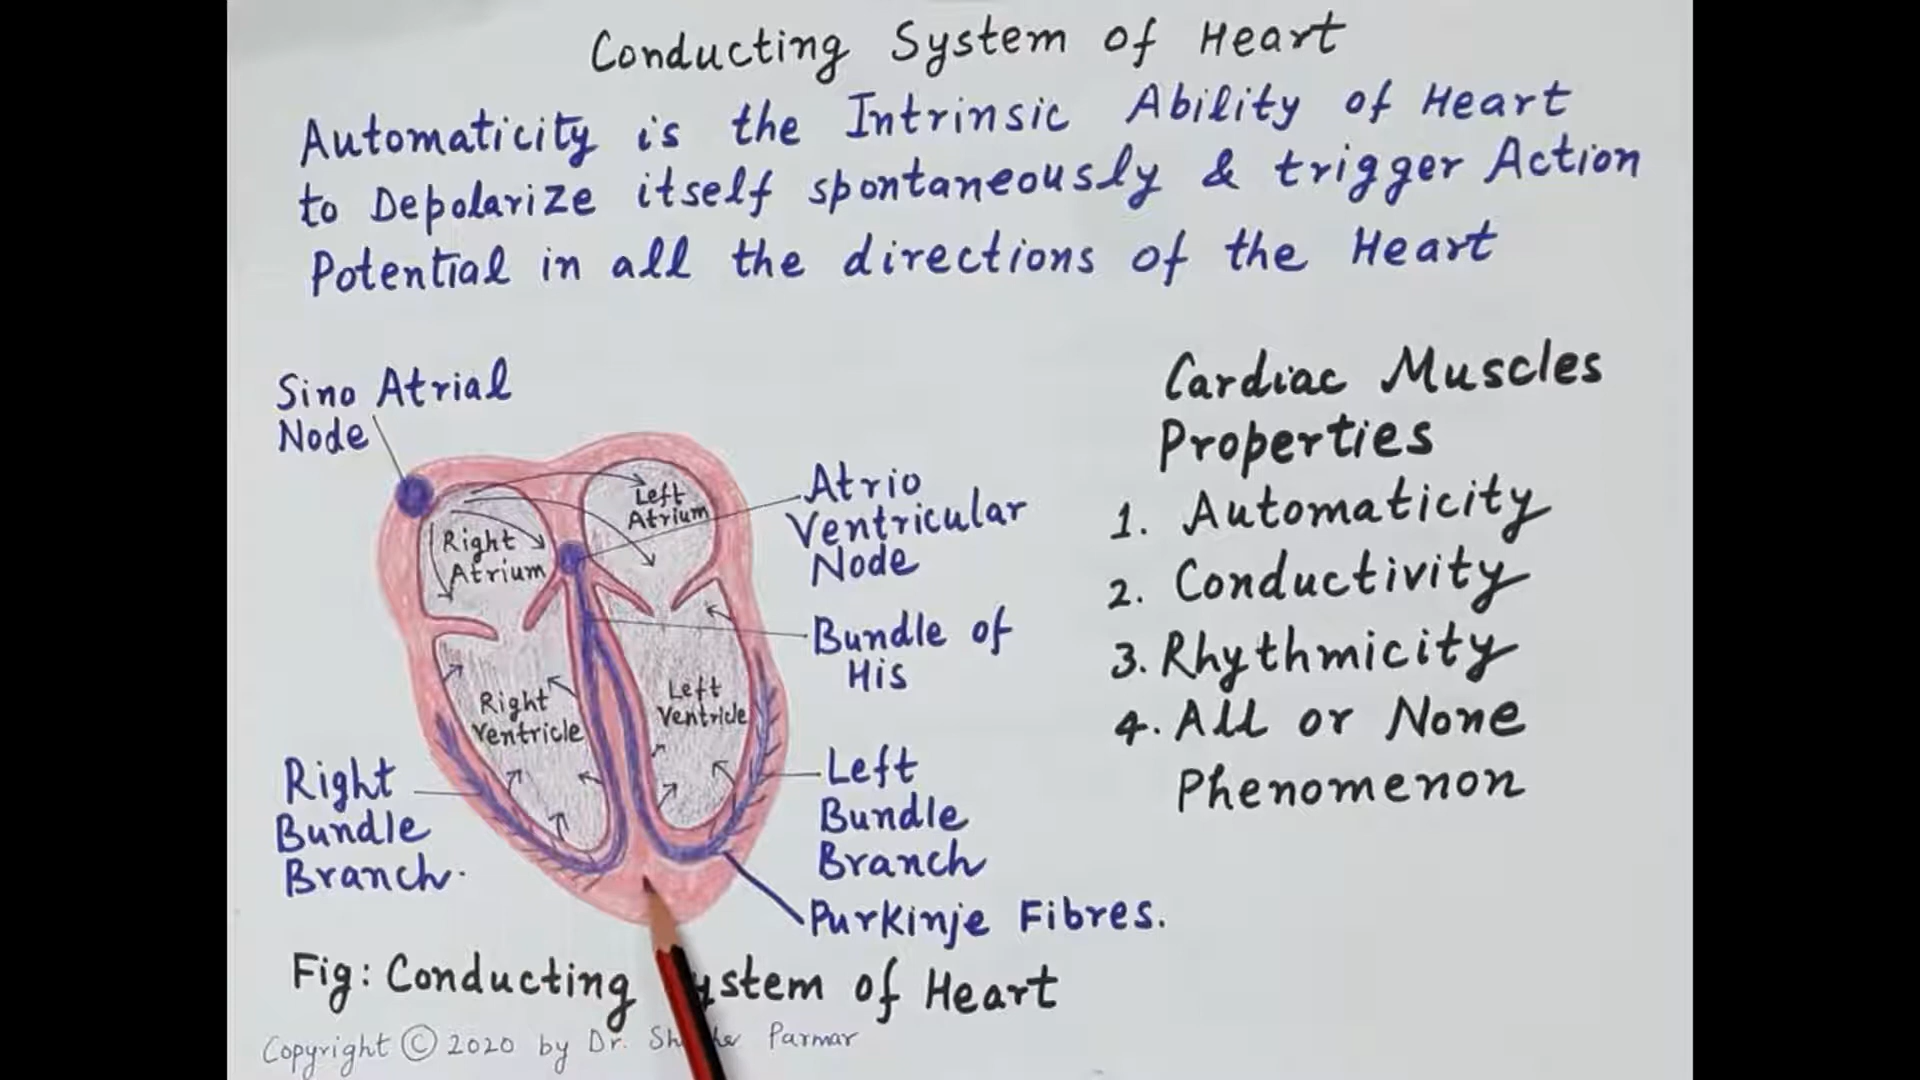 Conducting System of Heart
Automaticity is the Intrinsic Ability of Heart
to Depolarize itself spontaneously & trigger Action
Potential in all the directions of the Heart
Sino Atrial
Node
Left
Atrium
Right
Atrium
Right
Ventricle
Left
Ventricle
Right
Bundle
Branch.
Atrio
Ventricular
Node
Bundle of
His
Left
Bundle
Branch
Purkinje Fibres.
Cardiac Muscles
Properties
1. Automaticity
2. Conductivity
3. Rhythmicity
4. All or None
Phenomenon
Fig: Conducting ystem of Heart
Copyright © 2020 by Dr. Parmar